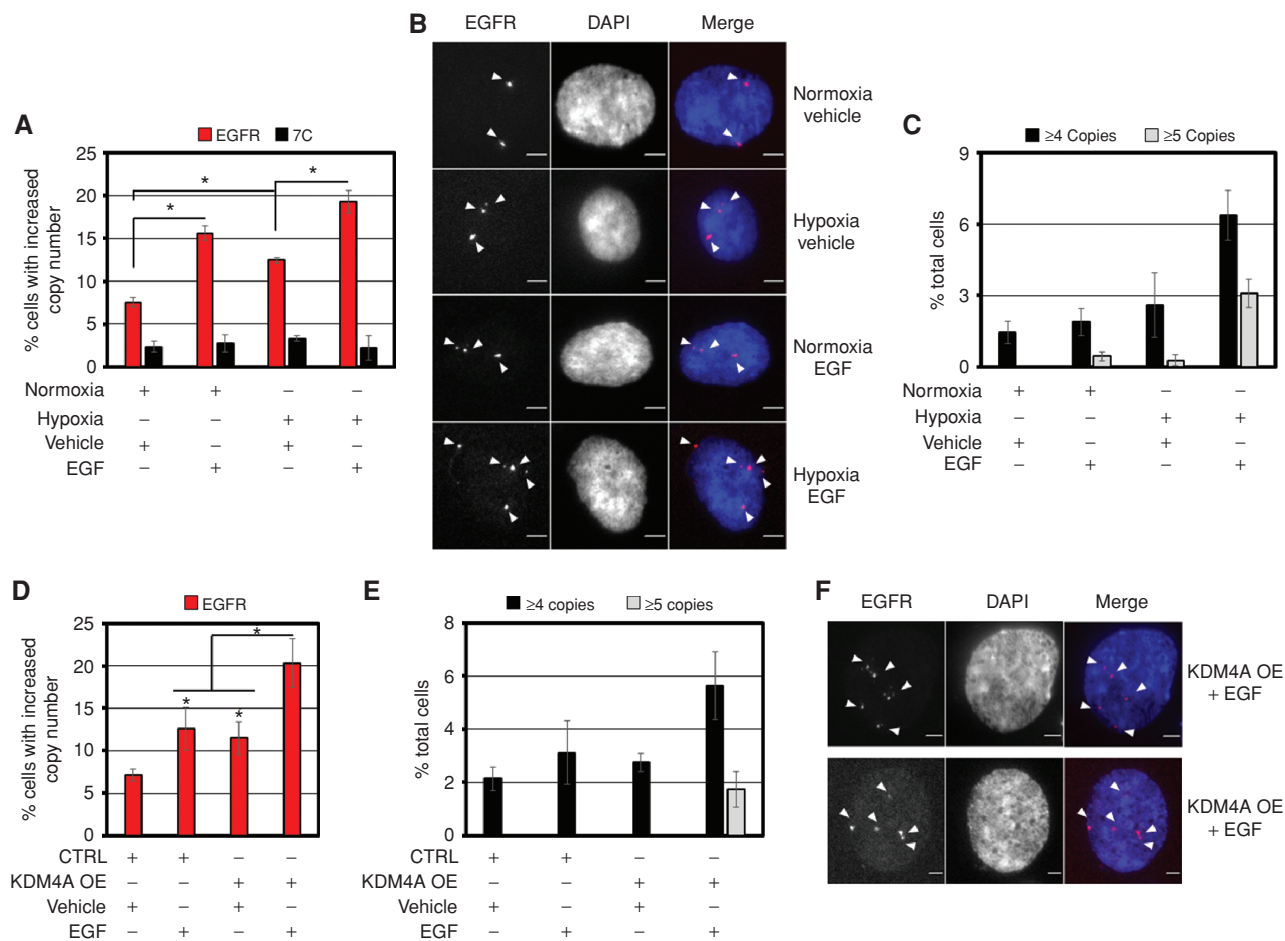 A
EGFR 7C
% cells with increased
copy number
25
20
15
10
5
0
* * *
Normoxia + + – –
Hypoxia – – + +
Vehicle + – + –
EGF – + – +
B
EGFR DAPI Merge
Normoxia
vehicle
Hypoxia
vehicle
Normoxia
EGF
Hypoxia
EGF
C
≥4 Copies ≥5 Copies
% total cells
9
6
3
0
Normoxia + + – –
Hypoxia – – + +
Vehicle + – + –
EGF – + – +
D
EGFR
% cells with increased
copy number
25
20
15
10
5
0
* * *
CTRL + + – –
KDM4A OE – – + +
Vehicle + – + –
EGF – + – +
E
≥4 copies ≥5 copies
% total cells
8
6
4
2
0
CTRL + + – –
KDM4A OE – – + +
Vehicle + – + –
EGF – + – +
F
EGFR DAPI Merge
KDM4A OE
+ EGF
KDM4A OE
+ EGF